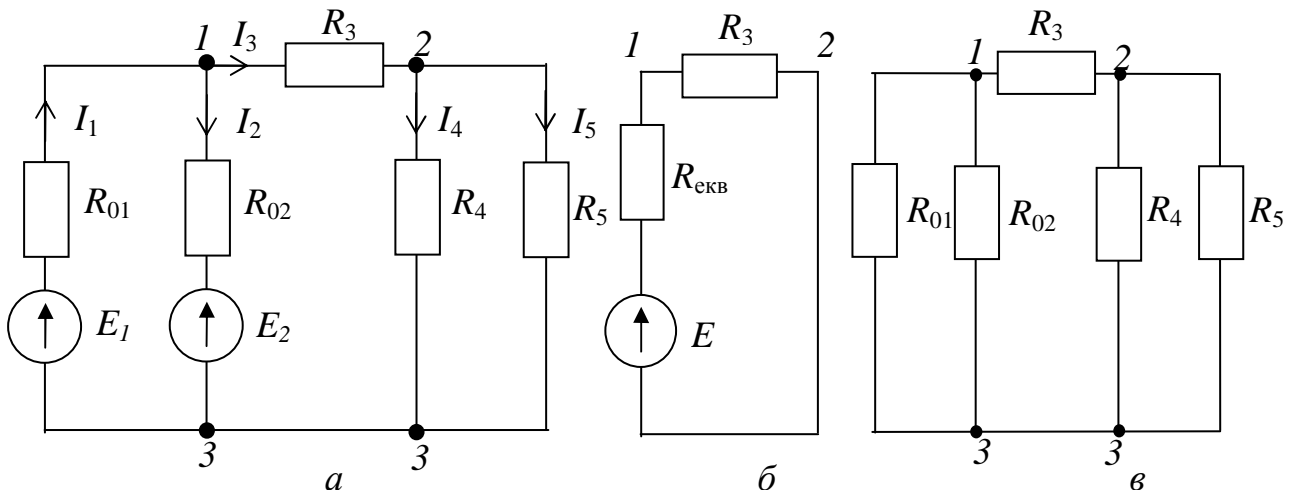 1 I₃ R₃ 2
I₁ I₂ I₄ I₅
R₀₁ R₀₂ R₄ R₅
E₁ E₂
3 3
а
1 R₃ 2
Rекв
E
б
R₃
1 2
R₀₁ R₀₂ R₄ R₅
3 3
в